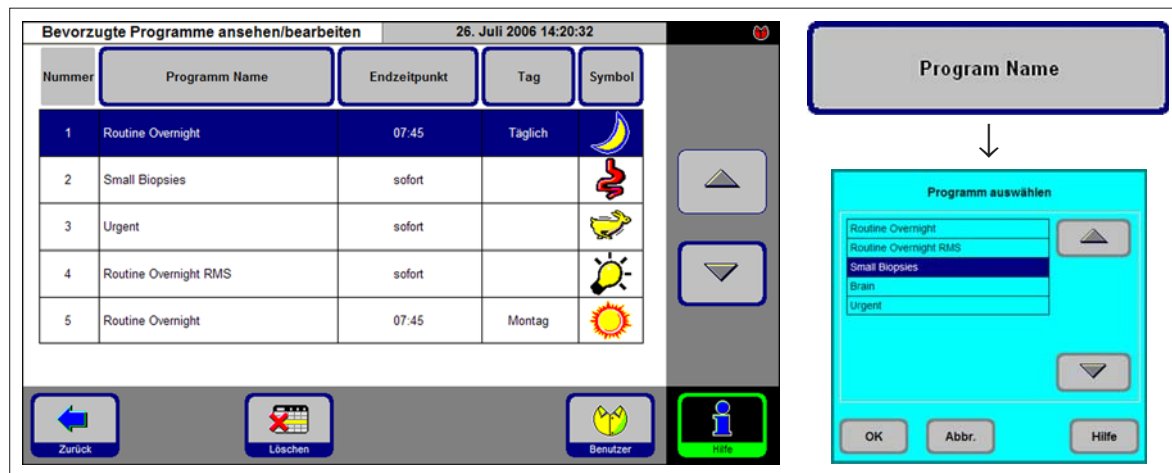 Bevorzugte Programme ansehen/bearbeiten 26. Juli 2006 14:20:32
Nummer Programm Name Endzeitpunkt Tag Symbol
1 Routine Overnight 07:45 Täglich
2 Small Biopsies sofort
3 Urgent sofort
4 Routine Overnight RMS sofort
5 Routine Overnight 07:45 Montag
Zurück Löschen Benutzer Hilfe
Program Name
Programm auswählen
Routine Overnight
Routine Overnight RMS
Small Biopsies
Brain
Urgent
OK Abbr. Hilfe